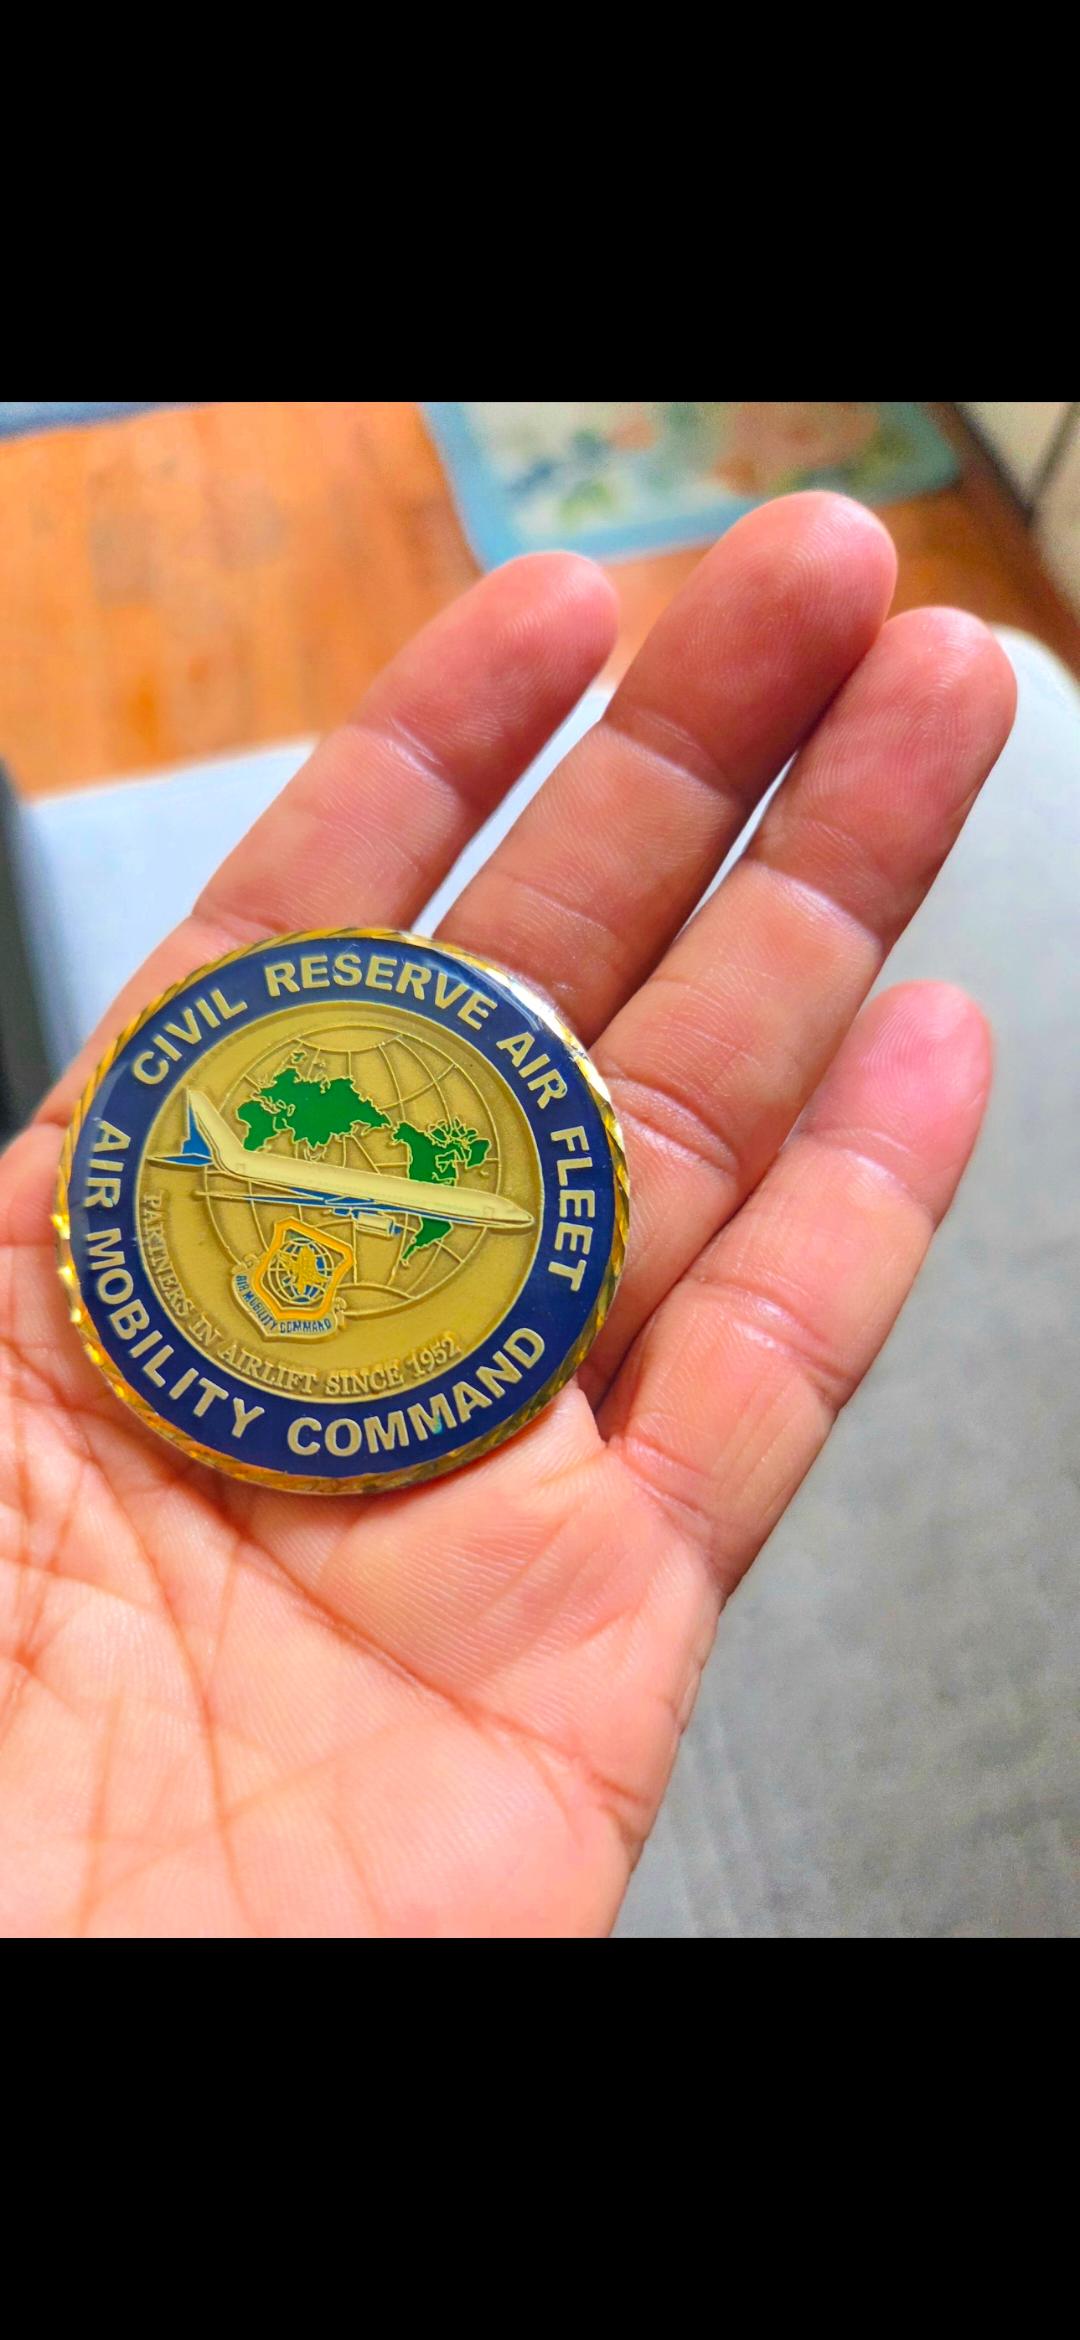 CIVIL RESERVE AIR FLEET
AIR MOBILITY COMMAND
PARTNERS IN AIRLIFT SINCE 1952
AIR MOBILITY COMMAND